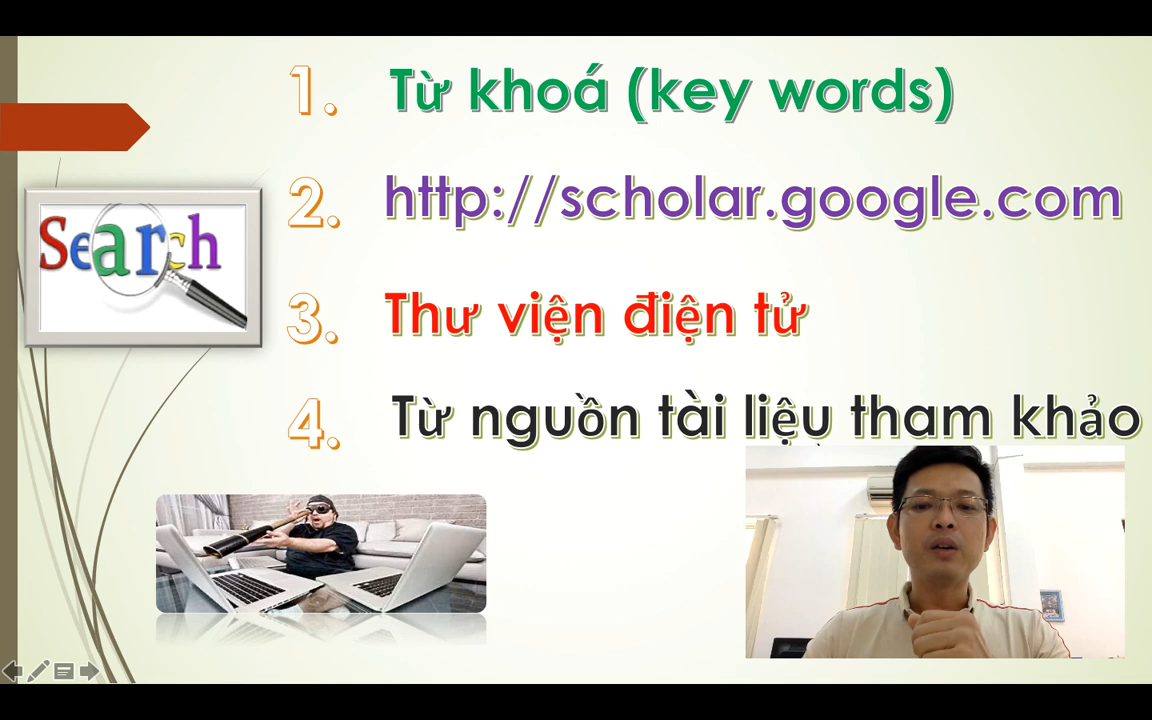 1. Từ khoá (key words)
2. http://scholar.google.com
3. Thư viện điện tử
4. Từ nguồn tài liệu tham khảo
Search